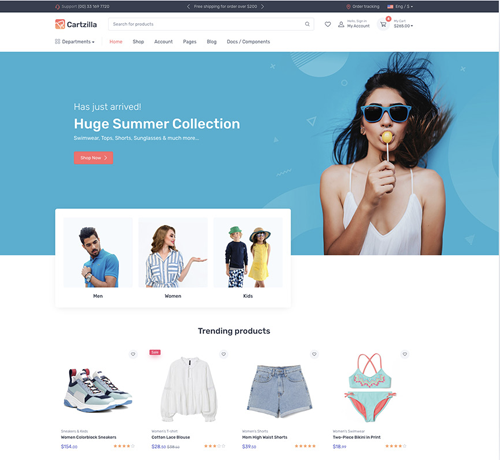 Support (00) 33 169 7720
Free shipping for order over $200
Order tracking
Eng / $
Cartzilla
Search for products
Hello, Sign in
My Account
My Cart
$265.00
Departments
Home
Shop
Account
Pages
Blog
Docs / Components
Has just arrived!
Huge Summer Collection
Swimwear, Tops, Shorts, Sunglasses & much more...
Shop Now
Men
Women
Kids
Trending products
Sale
Sneakers & Keds
Women Colorblock Sneakers
$154.00
Women's T-shirt
Cotton Lace Blouse
$28.50
Women's Shorts
Mom High Waist Shorts
$39.50
Women's Swimwear
Two-Piece Bikini in Print
$18.99